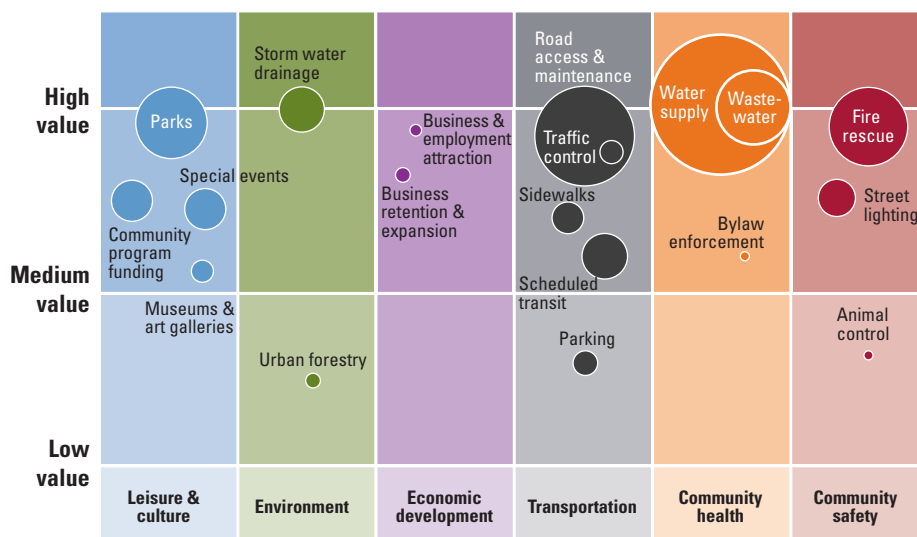 High
value
Medium
value
Low
value
Parks
Special events
Community
program
funding
Museums &
art galleries
Leisure &
culture
Storm water
drainage
Urban forestry
Environment
Business &
employment
attraction
Business
retention &
expansion
Economic
development
Road
access &
maintenance
Traffic
control
Sidewalks
Scheduled
transit
Parking
Transportation
Water
supply
Waste-
water
Bylaw
enforcement
Community
health
Fire
rescue
Street
lighting
Animal
control
Community
safety